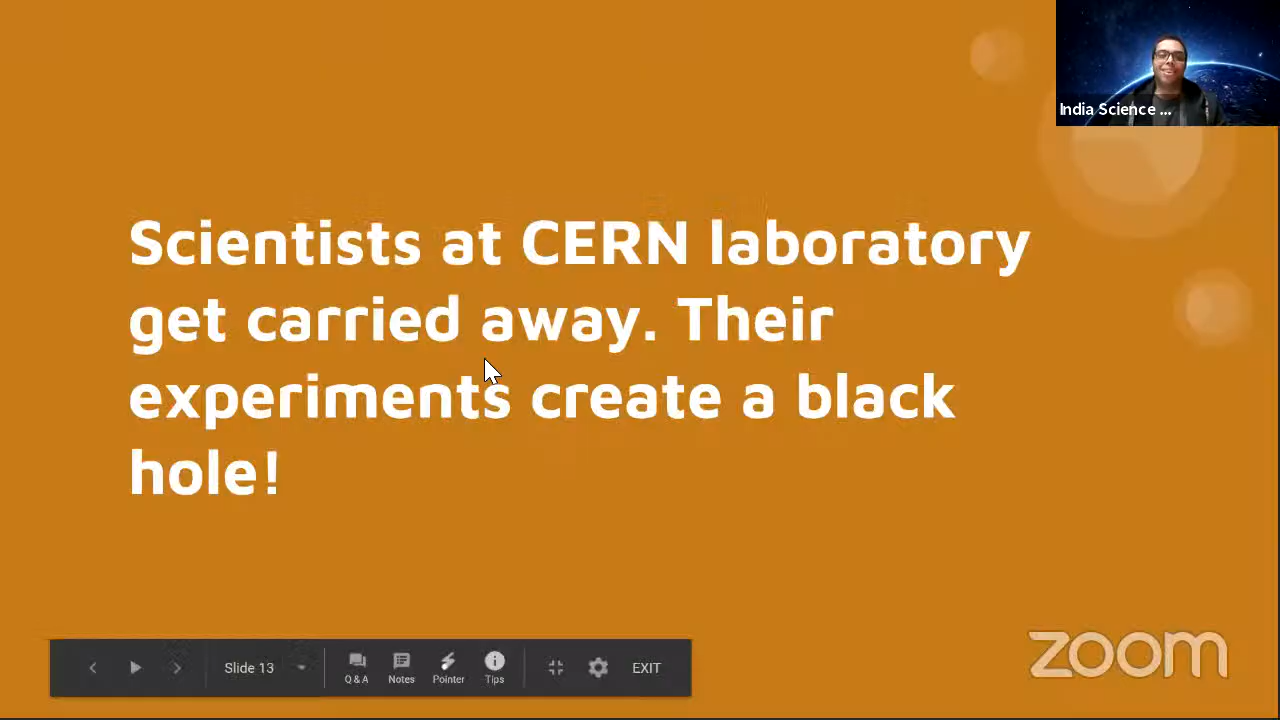 India Science ...
Scientists at CERN laboratory
get carried away. Their
experiments create a black
hole!
Slide 13
Q & A
Notes
Pointer
Tips
EXIT
zoom